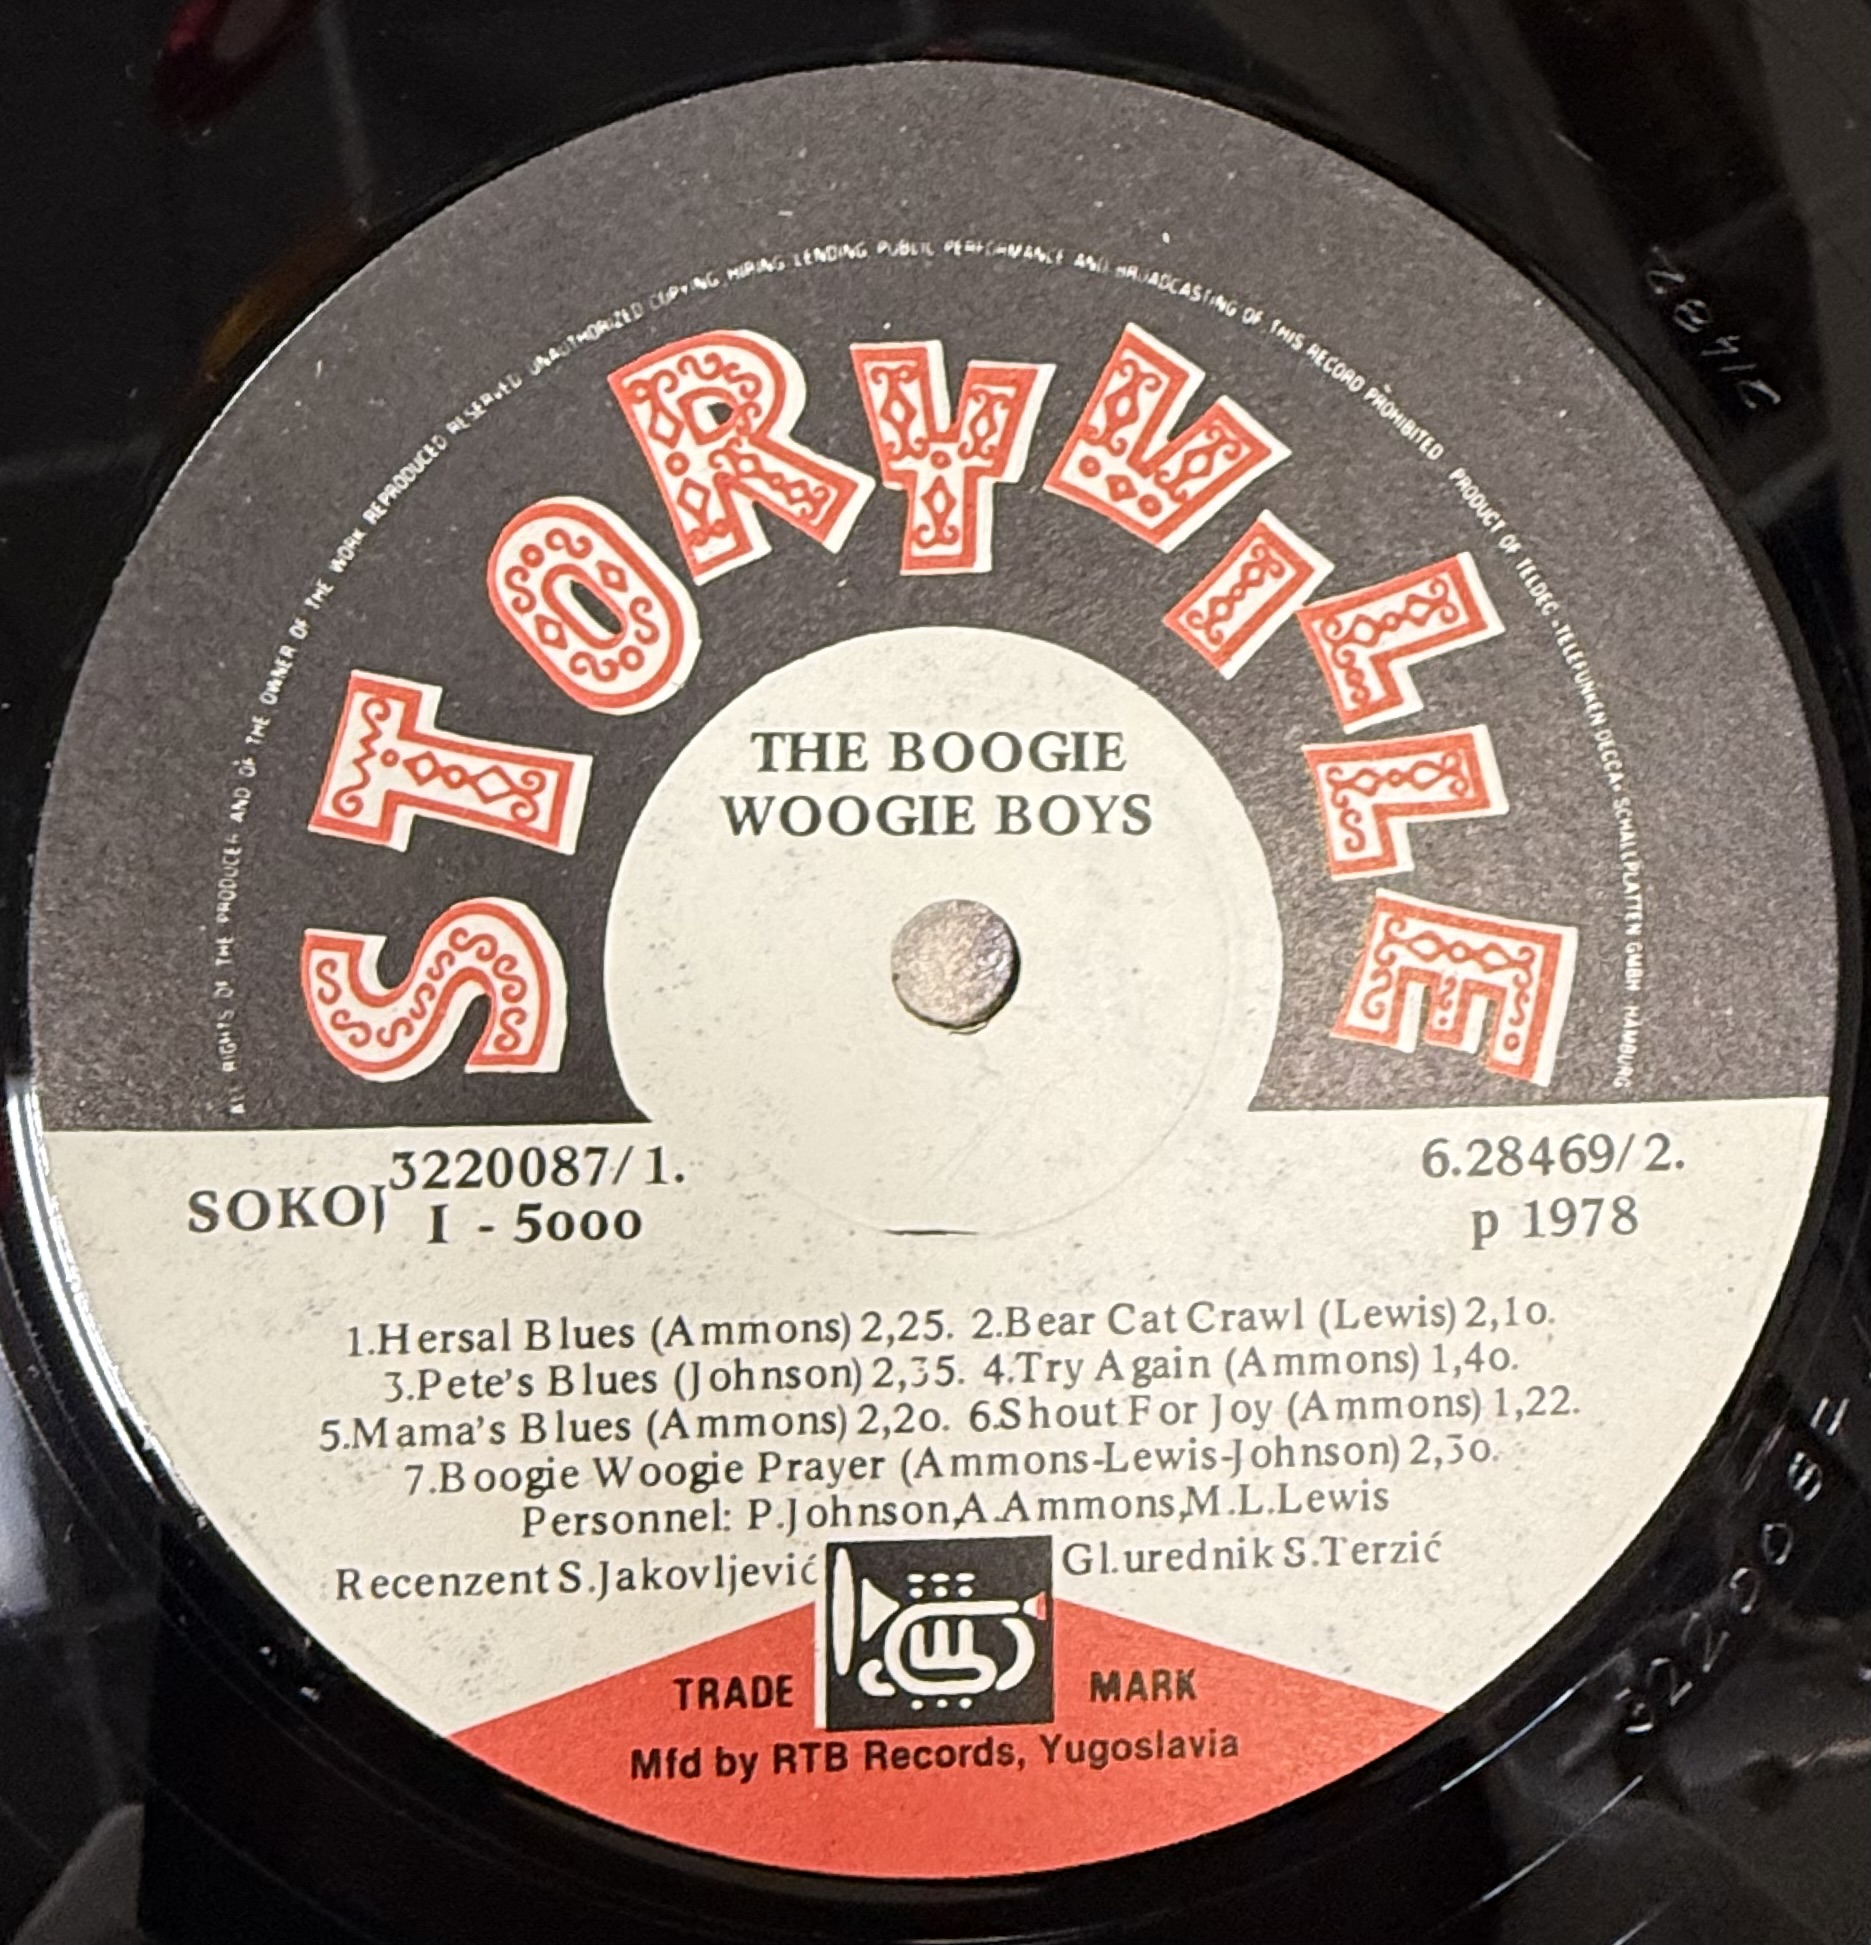 ALL RIGHTS OF THE PRODUCER AND OF THE OWNER OF THE WORK REPRODUCED RESERVED UNAUTHORIZED COPYING HIRING LENDING PUBLIC PERFORMANCE AND BROADCASTING OF THIS RECORD PROHIBITED PRODUCT OF TELDEC »TELEFUNKEN DECCA« SCHALLPLATTEN GMBH HAMBURG
STORYVILLE
THE BOOGIE
WOOGIE BOYS
SOKOJ 3220087/1.
I - 5000
6.28469/2.
p 1978
1.Hersal Blues (Ammons) 2,25. 2.Bear Cat Crawl (Lewis) 2,1o.
3.Pete's Blues (Johnson) 2,35. 4.Try Again (Ammons) 1,4o.
5.Mama's Blues (Ammons) 2,2o. 6.Shout For Joy (Ammons) 1,22.
7.Boogie Woogie Prayer (Ammons-Lewis-Johnson) 2,3o.
Personnel: P.Johnson,A.Ammons,M.L.Lewis
Recenzent S.Jakovljević
Gl.urednik S.Terzić
TRADE MARK
Mfd by RTB Records, Yugoslavia